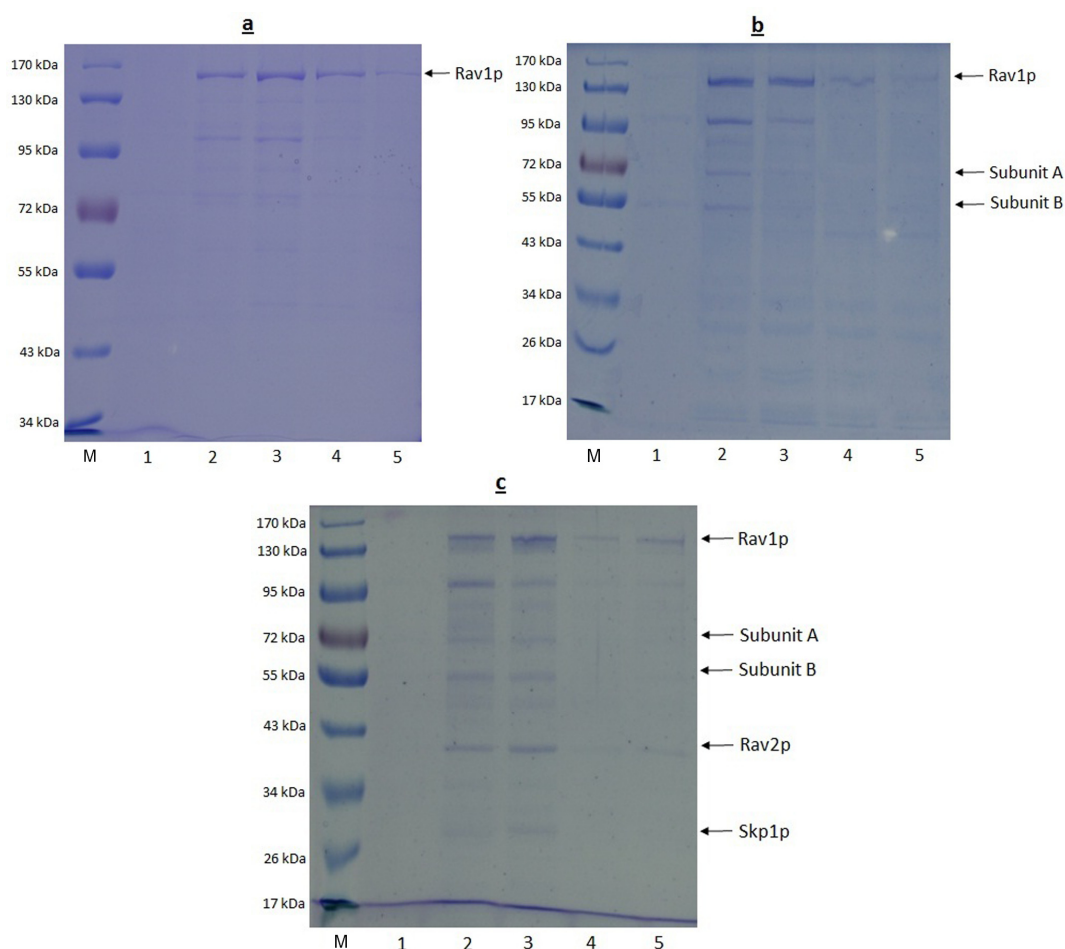 a
170 kDa
130 kDa
95 kDa
72 kDa
55 kDa
43 kDa
34 kDa
Rav1p
M 1 2 3 4 5
b
170 kDa
130 kDa
95 kDa
72 kDa
55 kDa
43 kDa
34 kDa
26 kDa
17 kDa
Rav1p
Subunit A
Subunit B
M 1 2 3 4 5
c
170 kDa
130 kDa
95 kDa
72 kDa
55 kDa
43 kDa
34 kDa
26 kDa
17 kDa
Rav1p
Subunit A
Subunit B
Rav2p
Skp1p
M 1 2 3 4 5